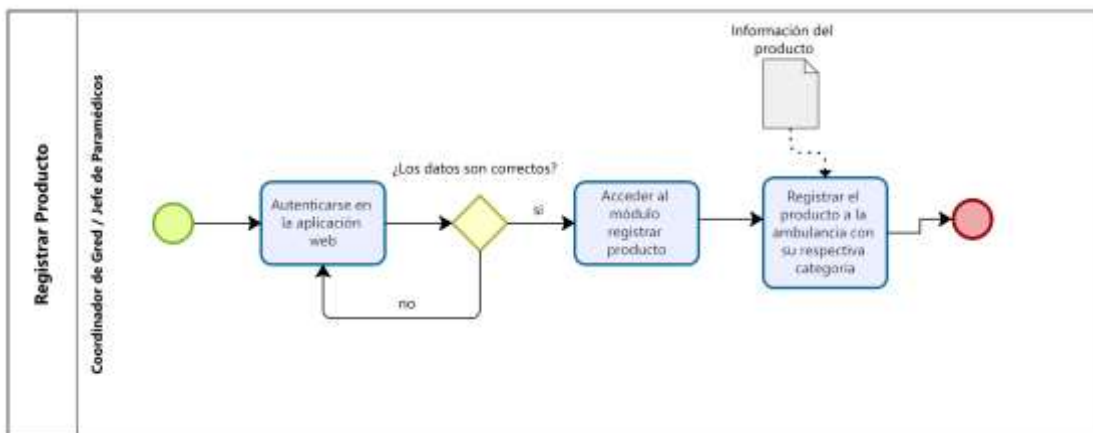 Registrar Producto
Coordinador de Gred / Jefe de Paramédicos
Información del
producto
¿Los datos son correctos?
Autenticarse en
la aplicación
web
si
no
Acceder al
módulo
registrar
producto
Registrar el
producto a la
ambulancia con
su respectiva
categoria